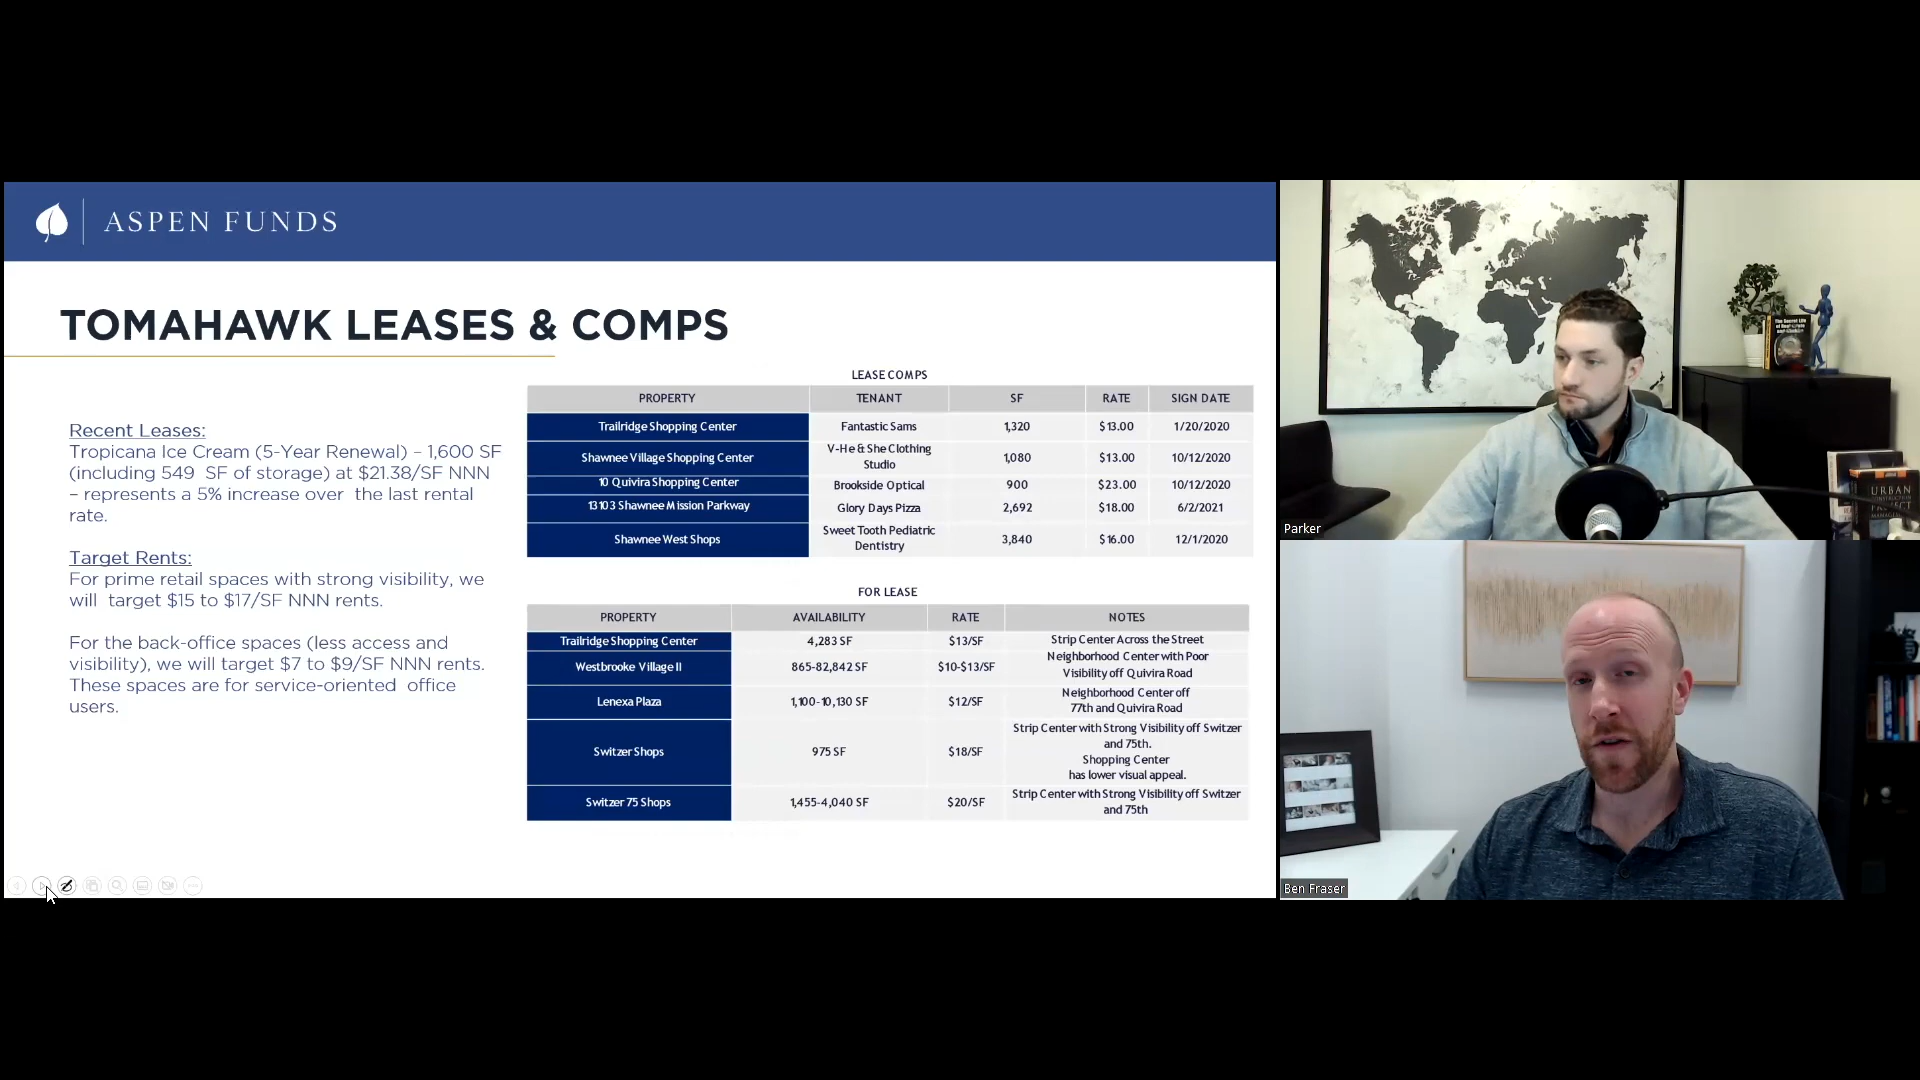 ASPEN FUNDS
TOMAHAWK LEASES & COMPS
Recent Leases:
Tropicana Ice Cream (5-Year Renewal) – 1,600 SF
(including 549 SF of storage) at $21.38/SF NNN
– represents a 5% increase over the last rental
rate.
Target Rents:
For prime retail spaces with strong visibility, we
will target $15 to $17/SF NNN rents.
For the back-office spaces (less access and
visibility), we will target $7 to $9/SF NNN rents.
These spaces are for service-oriented office
users.
LEASE COMPS
PROPERTY TENANT SF RATE SIGN DATE
Trailridge Shopping Center Fantastic Sams 1,320 $13.00 1/20/2020
Shawnee Village Shopping Center V-He & She Clothing Studio 1,080 $13.00 10/12/2020
10 Quivira Shopping Center Brookside Optical 900 $23.00 10/12/2020
13103 Shawnee Mission Parkway Glory Days Pizza 2,692 $18.00 6/2/2021
Shawnee West Shops Sweet Tooth Pediatric Dentistry 3,840 $16.00 12/1/2020
FOR LEASE
PROPERTY AVAILABILITY RATE NOTES
Trailridge Shopping Center 4,283 SF $13/SF Strip Center Across the Street
Westbrooke Village II 865-82,842 SF $10-$13/SF Neighborhood Center with Poor
Visibility off Quivira Road
Lenexa Plaza 1,100-10,130 SF $12/SF Neighborhood Center off
77th and Quivira Road
Switzer Shops 975 SF $18/SF Strip Center with Strong Visibility off Switzer
and 75th.
Shopping Center
has lower visual appeal.
Switzer 75 Shops 1,455-4,040 SF $20/SF Strip Center with Strong Visibility off Switzer
and 75th
The Secret Life
URBAN
Parker
Ben Fraser